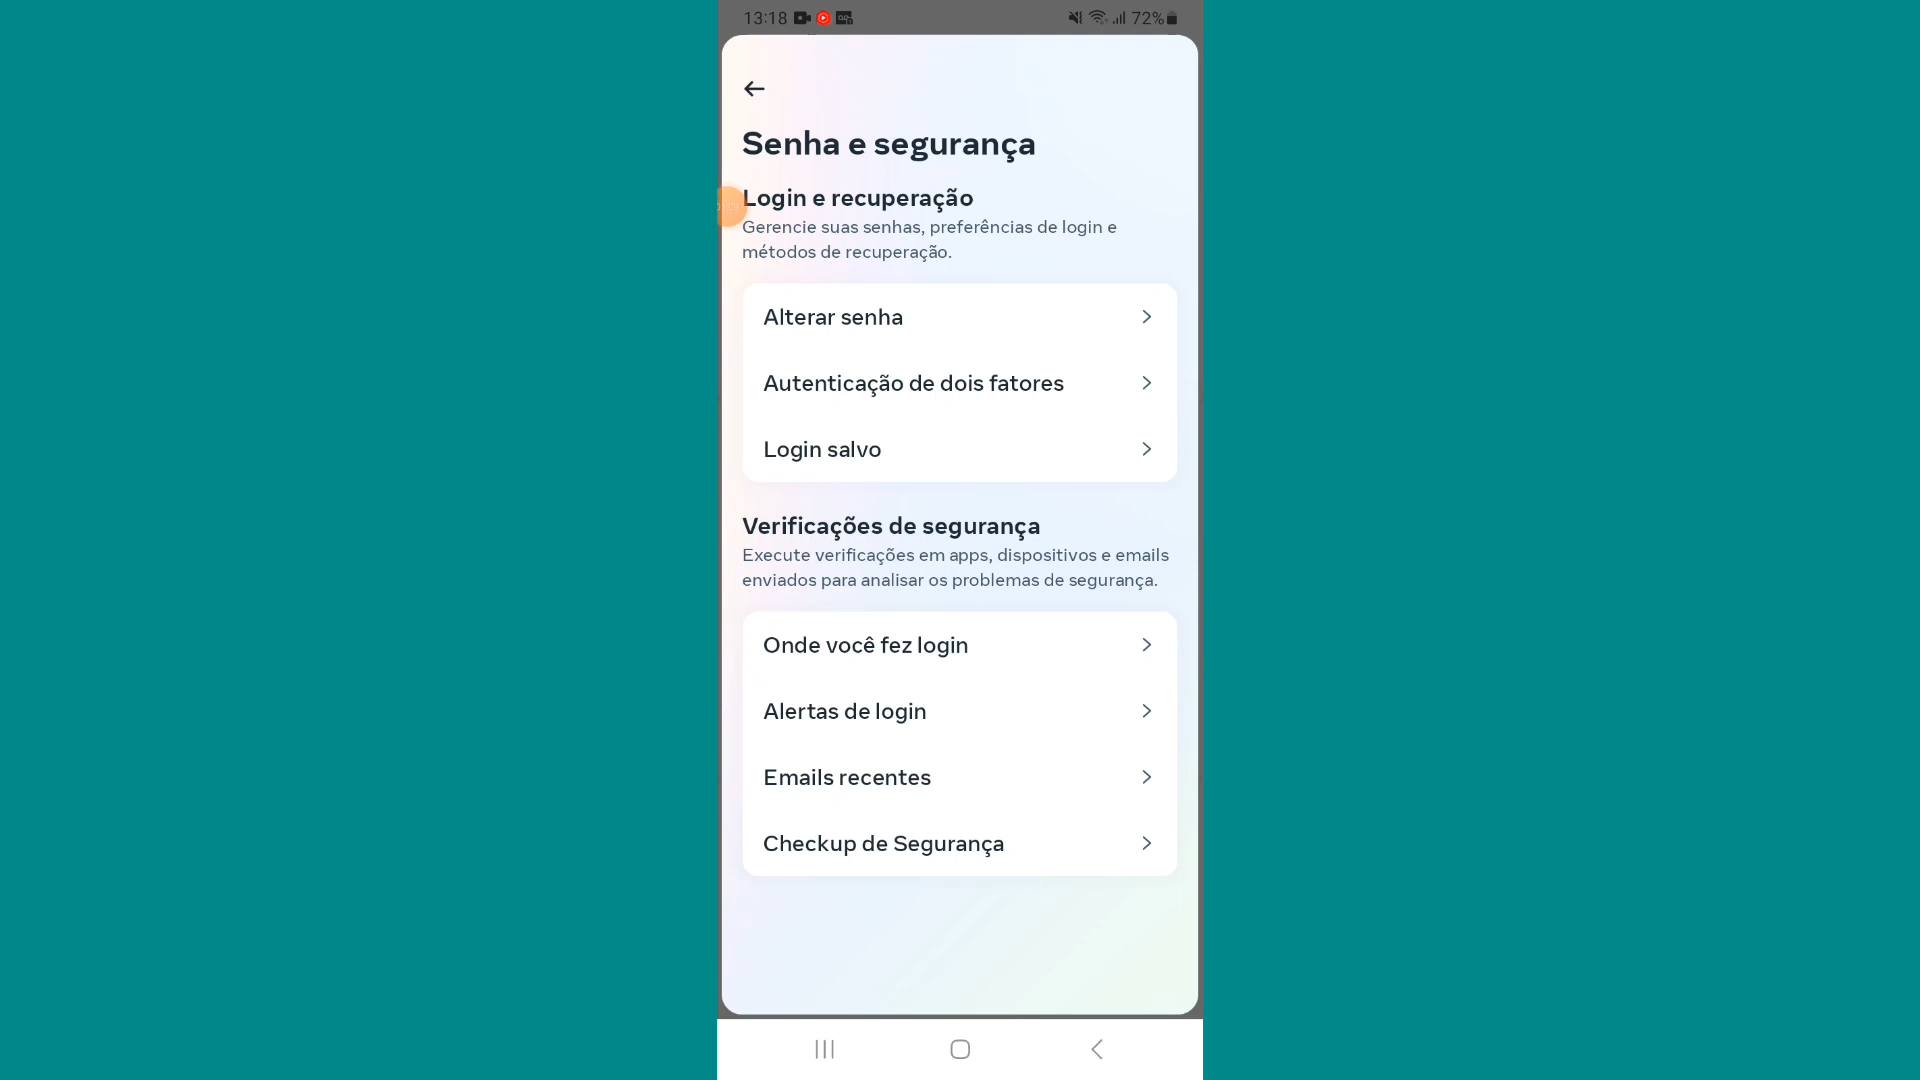 13:18
72%
Senha e segurança
Login e recuperação
Gerencie suas senhas, preferências de login e
métodos de recuperação.
Alterar senha
Autenticação de dois fatores
Login salvo
Verificações de segurança
Execute verificações em apps, dispositivos e emails
enviados para analisar os problemas de segurança.
Onde você fez login
Alertas de login
Emails recentes
Checkup de Segurança